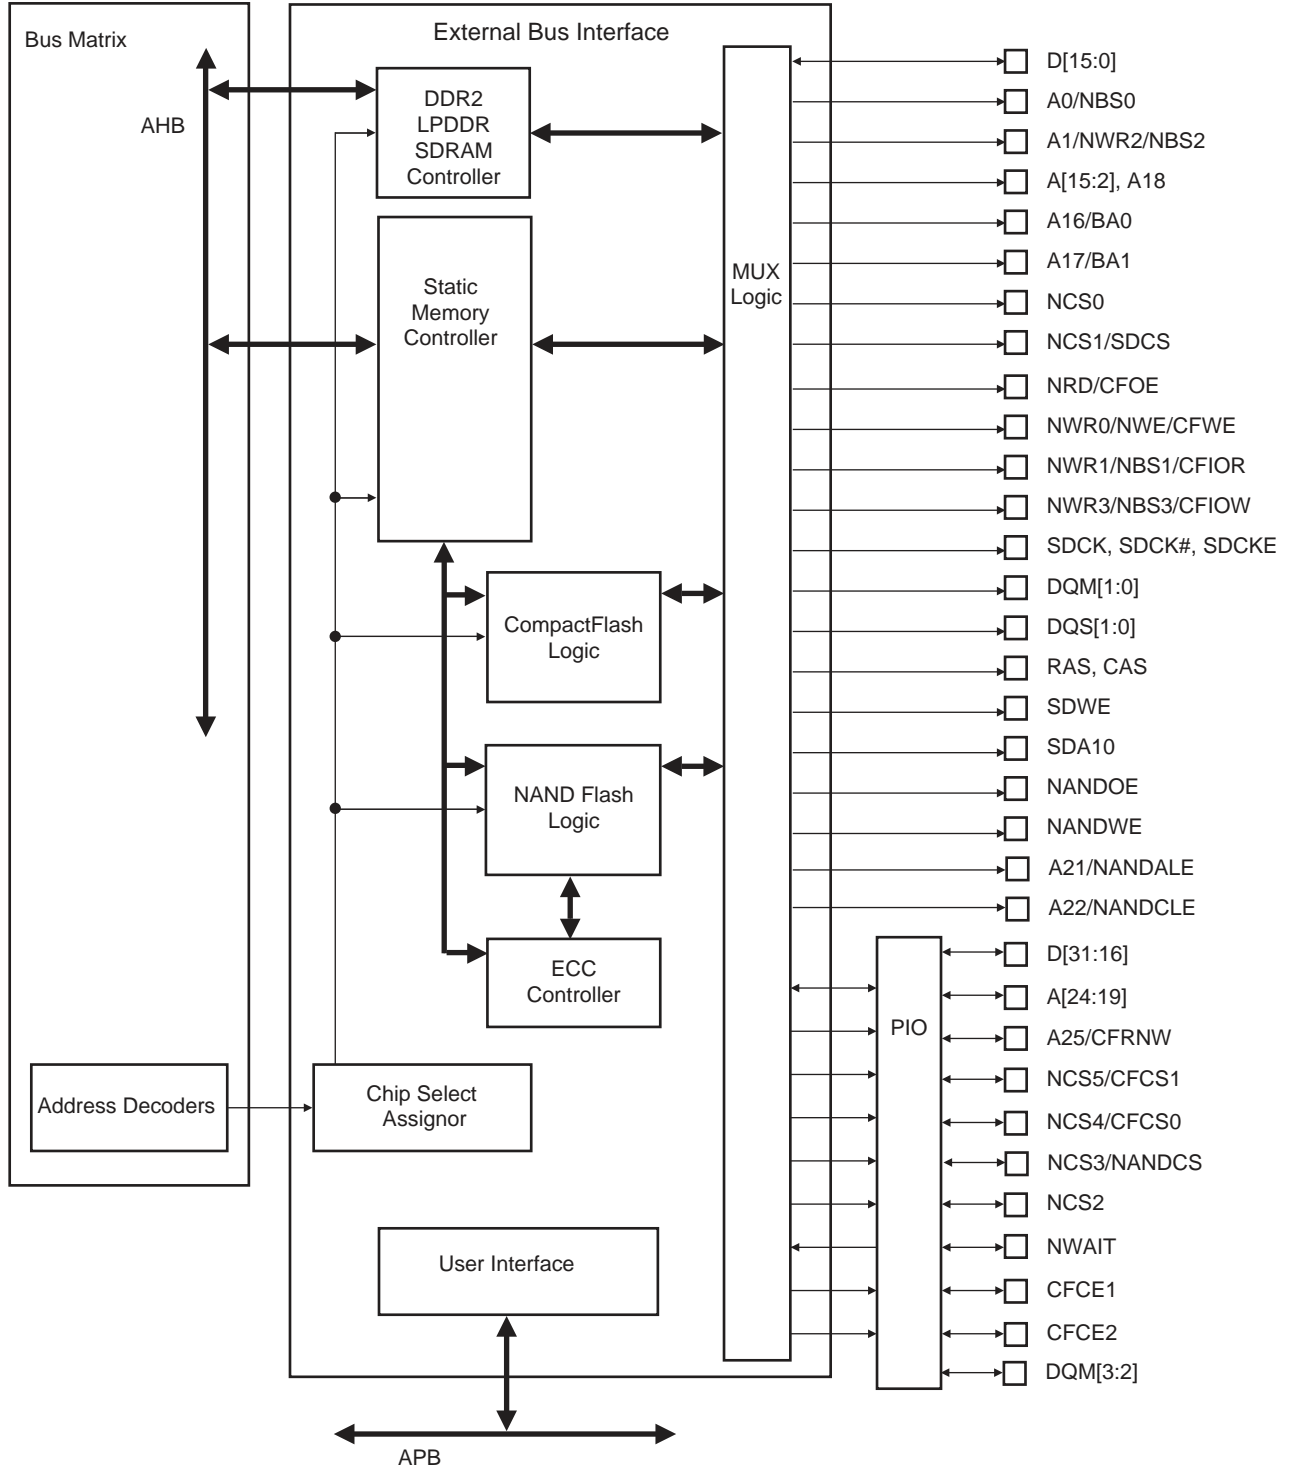 Bus Matrix
External Bus Interface
AHB
DDR2
LPDDR
SDRAM
Controller
Static
Memory
Controller
MUX
Logic
CompactFlash
Logic
NAND Flash
Logic
ECC
Controller
Address Decoders
Chip Select
Assignor
User Interface
APB
PIO
D[15:0]
A0/NBS0
A1/NWR2/NBS2
A[15:2], A18
A16/BA0
A17/BA1
NCS0
NCS1/SDCS
NRD/CFOE
NWR0/NWE/CFWE
NWR1/NBS1/CFIOR
NWR3/NBS3/CFIOW
SDCK, SDCK#, SDCKE
DQM[1:0]
DQS[1:0]
RAS, CAS
SDWE
SDA10
NANDOE
NANDWE
A21/NANDALE
A22/NANDCLE
D[31:16]
A[24:19]
A25/CFRNW
NCS5/CFCS1
NCS4/CFCS0
NCS3/NANDCS
NCS2
NWAIT
CFCE1
CFCE2
DQM[3:2]